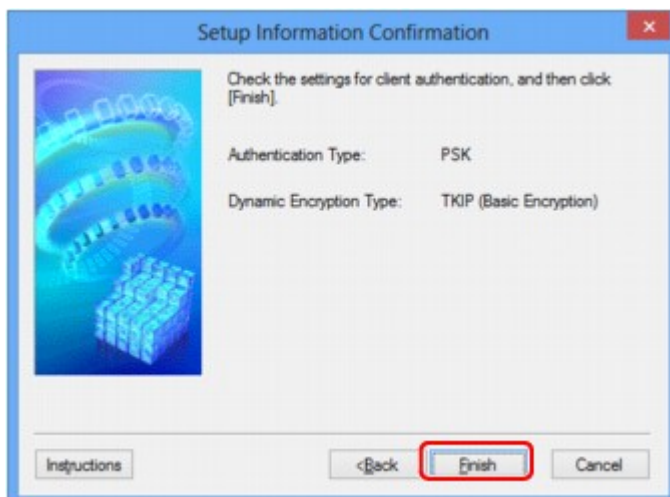 Setup Information Confirmation
Check the settings for client authentication, and then click
[Finish].
Authentication Type: PSK
Dynamic Encryption Type: TKIP (Basic Encryption)
Instructions <Back Finish Cancel